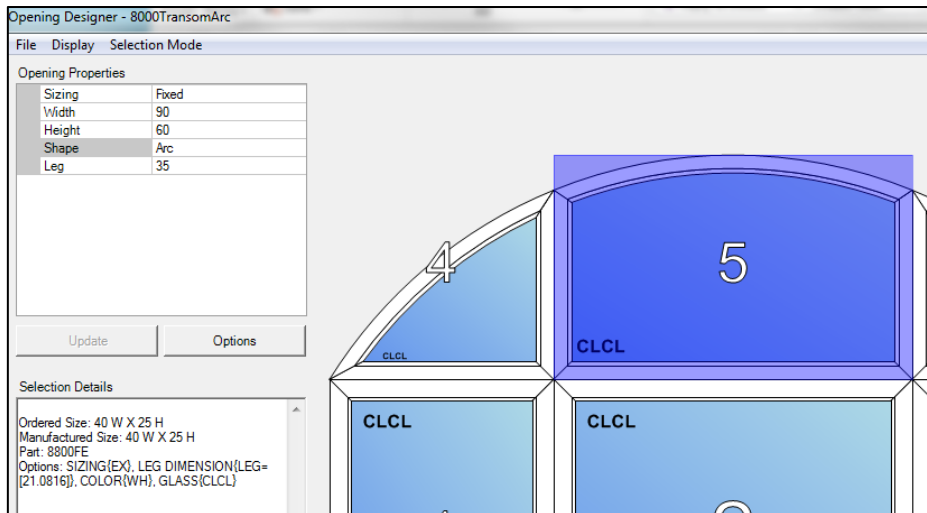 Opening Designer - 8000TransomArc
File Display Selection Mode
Opening Properties
Sizing Fixed
Width 90
Height 60
Shape Arc
Leg 35
Update Options
Selection Details
Ordered Size: 40 W X 25 H
Manufactured Size: 40 W X 25 H
Part: 8800FE
Options: SIZING{EX}, LEG DIMENSION{LEG=
[21.0816]}, COLOR{WH}, GLASS{CLCL}
4
CLCL
5
CLCL
CLCL
CLCL